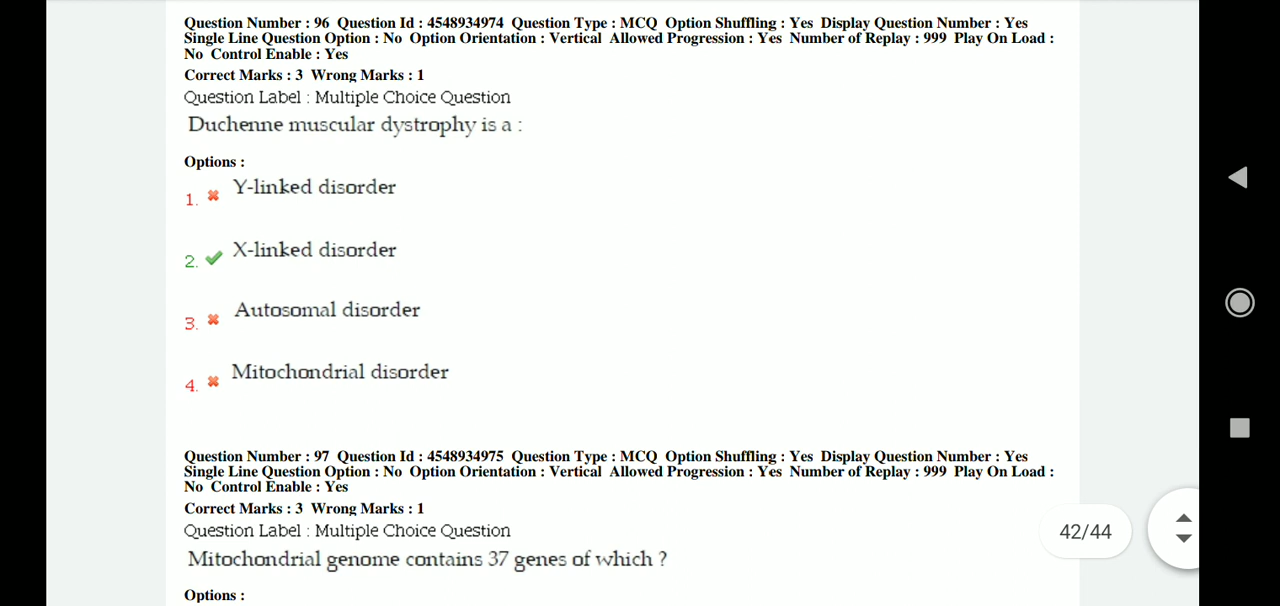 Question Number : 96 Question Id : 4548934974 Question Type : MCQ Option Shuffling : Yes Display Question Number : Yes
Single Line Question Option : No Option Orientation : Vertical Allowed Progression : Yes Number of Replay : 999 Play On Load :
No Control Enable : Yes
Correct Marks : 3 Wrong Marks : 1
Question Label : Multiple Choice Question
Duchenne muscular dystrophy is a :
Options :
1. Y-linked disorder
2. X-linked disorder
3. Autosomal disorder
4. Mitochondrial disorder
Question Number : 97 Question Id : 4548934975 Question Type : MCQ Option Shuffling : Yes Display Question Number : Yes
Single Line Question Option : No Option Orientation : Vertical Allowed Progression : Yes Number of Replay : 999 Play On Load :
No Control Enable : Yes
Correct Marks : 3 Wrong Marks : 1
Question Label : Multiple Choice Question
42/44
Mitochondrial genome contains 37 genes of which ?
Options :